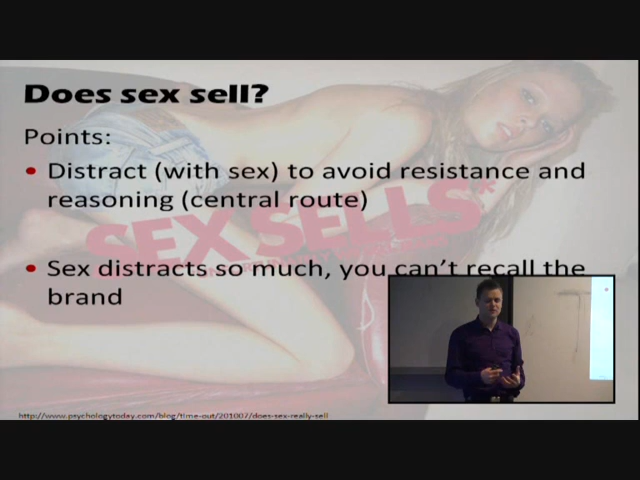 Does sex sell?
Points:
• Distract (with sex) to avoid resistance and
reasoning (central route)
SEX SELLS*
• Sex distracts so much, you can't recall the
brand
http://www.psychologytoday.com/blog/time-out/201007/does-sex-really-sell